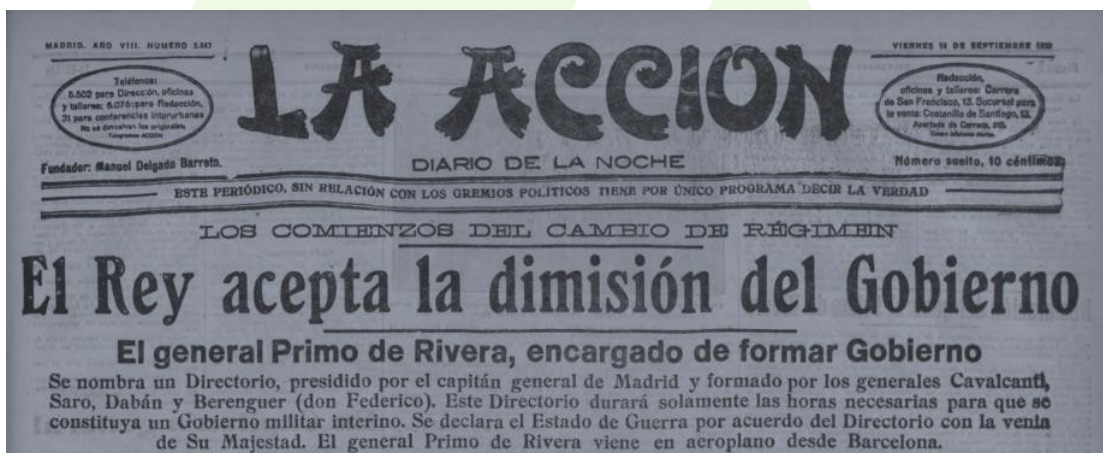 MADRID. AÑO VIII. NUMERO 2.547
VIERNES 14 DE SEPTIEMBRE 1923
LA ACCION
Teléfonos:
5.502 para Dirección, oficinas
y talleres; 5.075 para Redacción,
31 para conferencias interurbanas
No se devuelven los originales.
Telegramas ACCIÓN
Redacción,
oficinas y talleres: Carrera
de San Francisco, 13. Sucursal para
la venta: Costanilla de Santiago, 13.
Apartado de Correos,
Fundador: Manuel Delgado Barreto.
DIARIO DE LA NOCHE
Número suelto, 10 céntimos
ESTE PERIÓDICO, SIN RELACIÓN CON LOS GREMIOS POLÍTICOS TIENE POR ÚNICO PROGRAMA DECIR LA VERDAD
LOS COMIENZOS DEL CAMBIO DE RÉGIMEN
El Rey acepta la dimisión del Gobierno
El general Primo de Rivera, encargado de formar Gobierno
Se nombra un Directorio, presidido por el capitán general de Madrid y formado por los generales Cavalcanti,
Saro, Dabán y Berenguer (don Federico). Este Directorio durará solamente las horas necesarias para que se
constituya un Gobierno militar interino. Se declara el Estado de Guerra por acuerdo del Directorio con la venia
de Su Majestad. El general Primo de Rivera viene en aeroplano desde Barcelona.